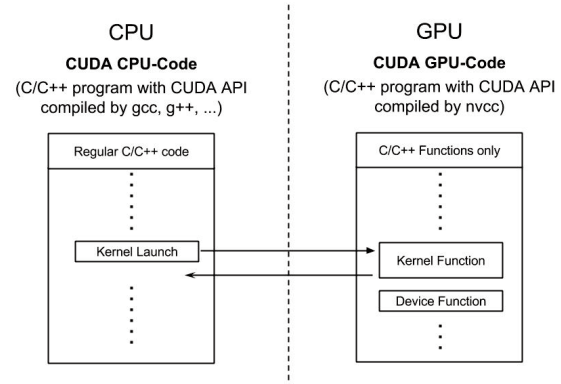 CPU
CUDA CPU-Code
(C/C++ program with CUDA API
compiled by gcc, g++, ...)
Regular C/C++ code
Kernel Launch
GPU
CUDA GPU-Code
(C/C++ program with CUDA API
compiled by nvcc)
C/C++ Functions only
Kernel Function
Device Function